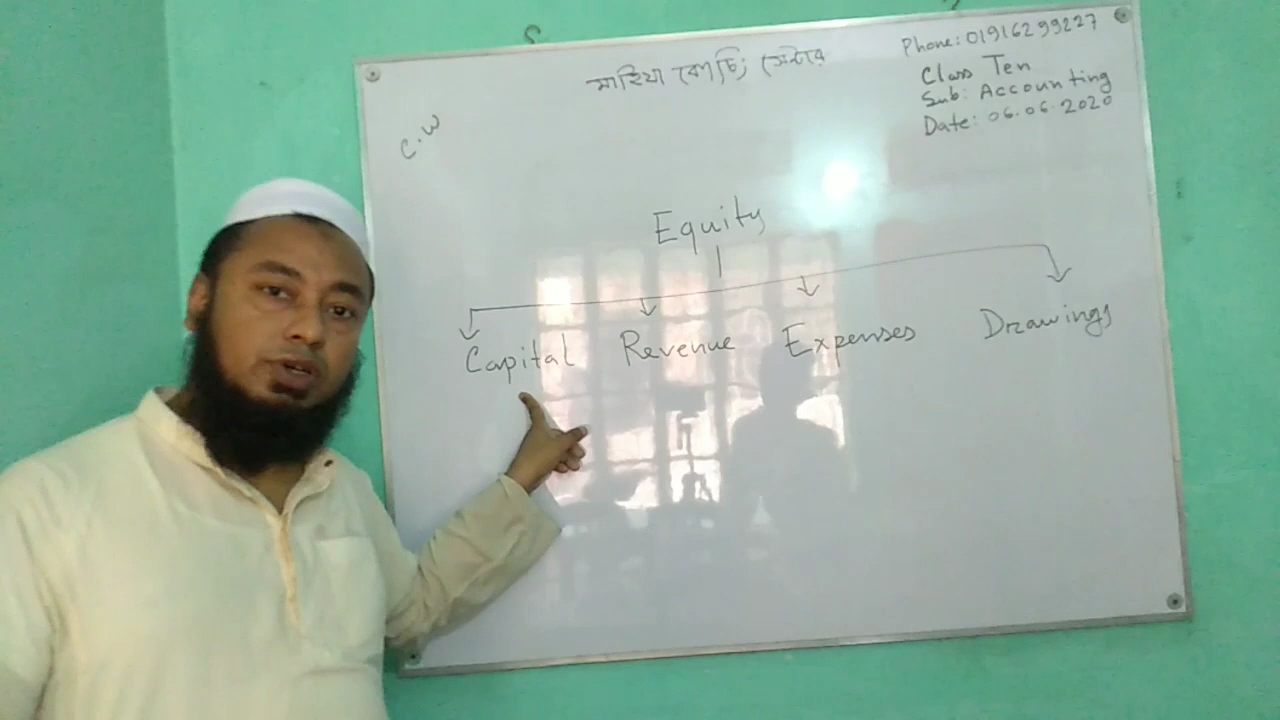 মাহিয়া কোচিং সেন্টার
Phone: 01916299227
Class Ten
Sub: Accounting
Date: 06.06.2020
C.W
Equity
Capital Revenue Expenses Drawings